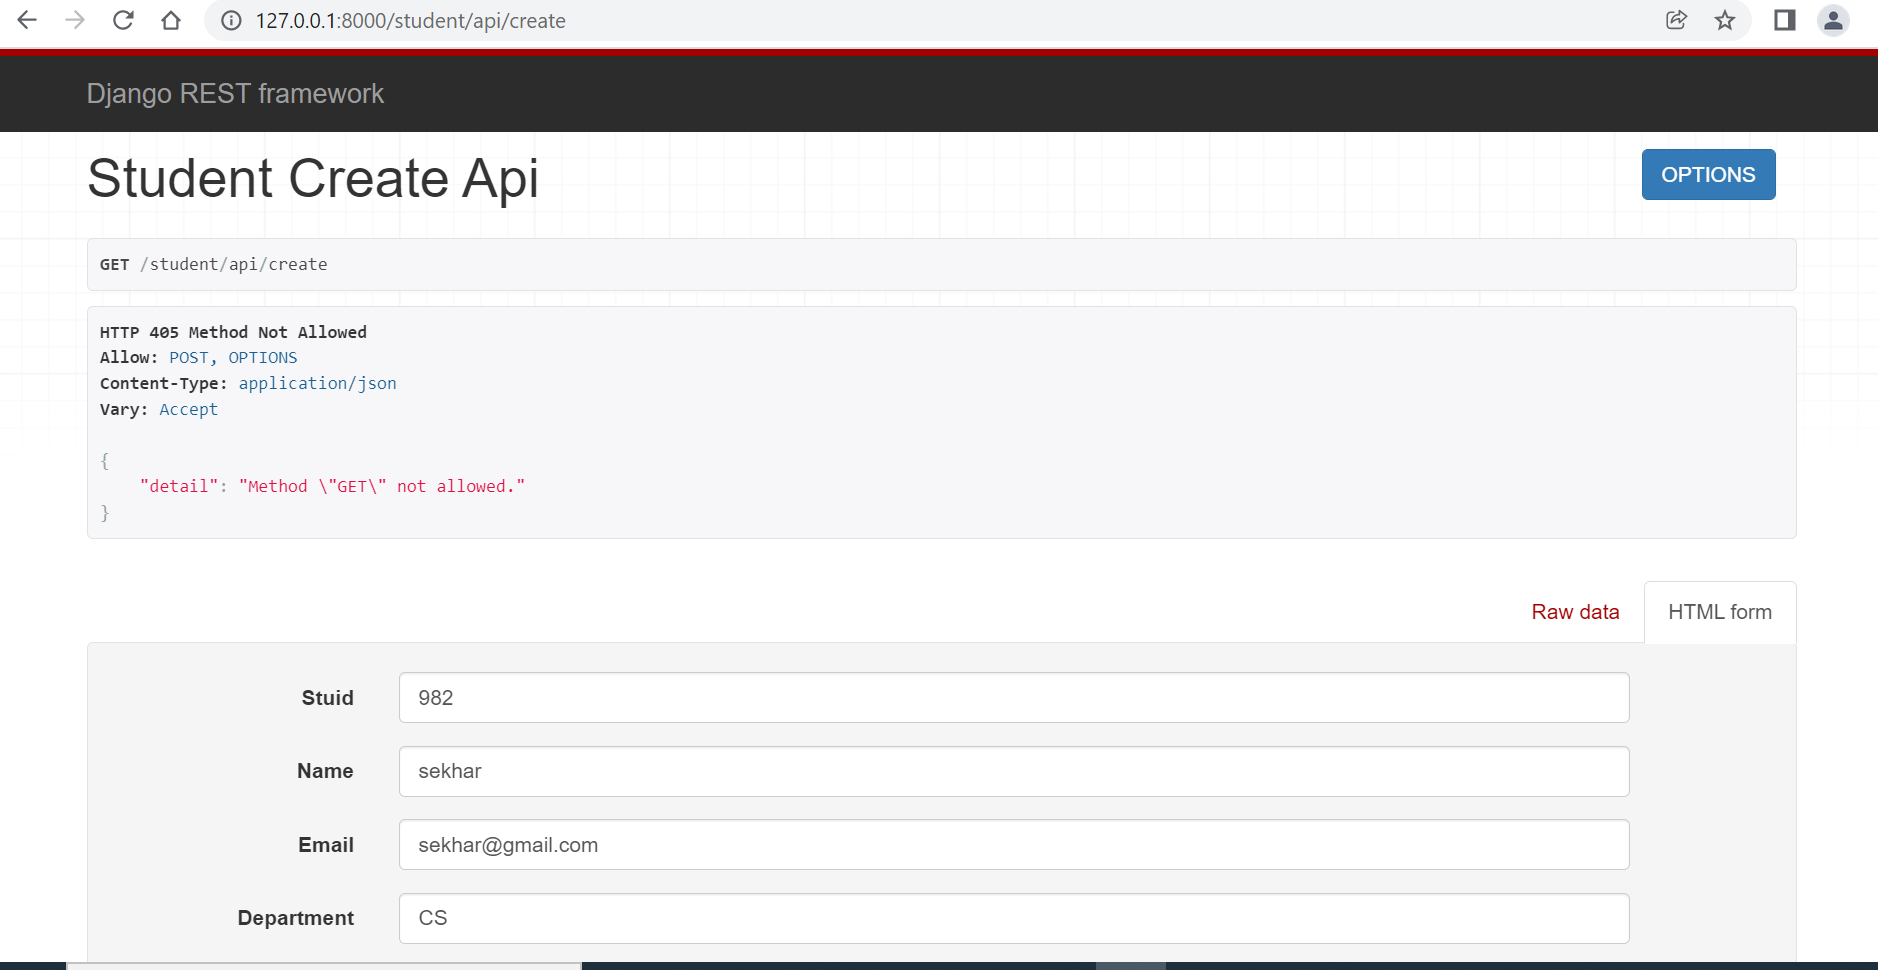 127.0.0.1:8000/student/api/create
Django REST framework
Student Create Api
OPTIONS
GET /student/api/create
HTTP 405 Method Not Allowed
Allow: POST, OPTIONS
Content-Type: application/json
Vary: Accept
{
    "detail": "Method \"GET\" not allowed."
}
Raw data HTML form
Stuid 982
Name sekhar
Email sekhar@gmail.com
Department CS